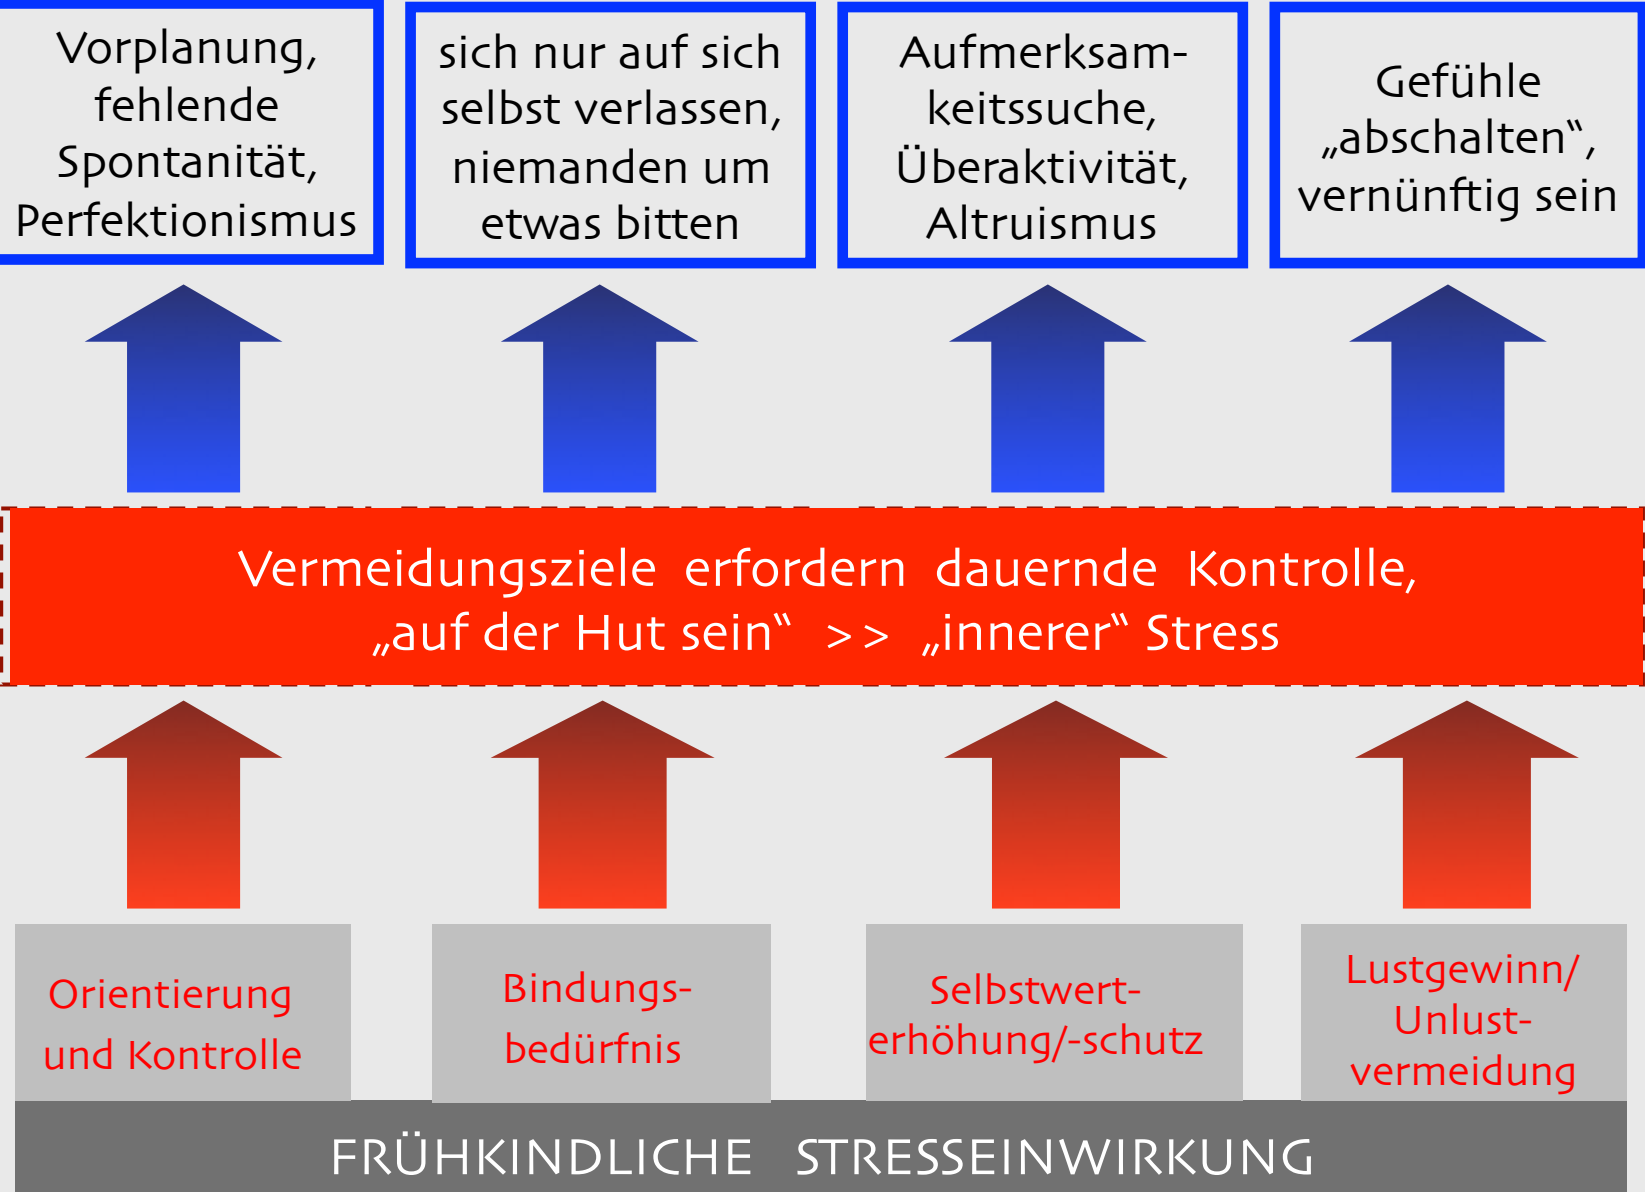 Vorplanung,
fehlende
Spontanität,
Perfektionismus
sich nur auf sich
selbst verlassen,
niemanden um
etwas bitten
Aufmerksam-
keitssuche,
Überaktivität,
Altruismus
Gefühle
„abschalten“,
vernünftig sein
Vermeidungsziele erfordern dauernde Kontrolle,
„auf der Hut sein“ >> „innerer“ Stress
Orientierung
und Kontrolle
Bindungs-
bedürfnis
Selbstwert-
erhöhung/-schutz
Lustgewinn/
Unlust-
vermeidung
FRÜHKINDLICHE STRESSEINWIRKUNG